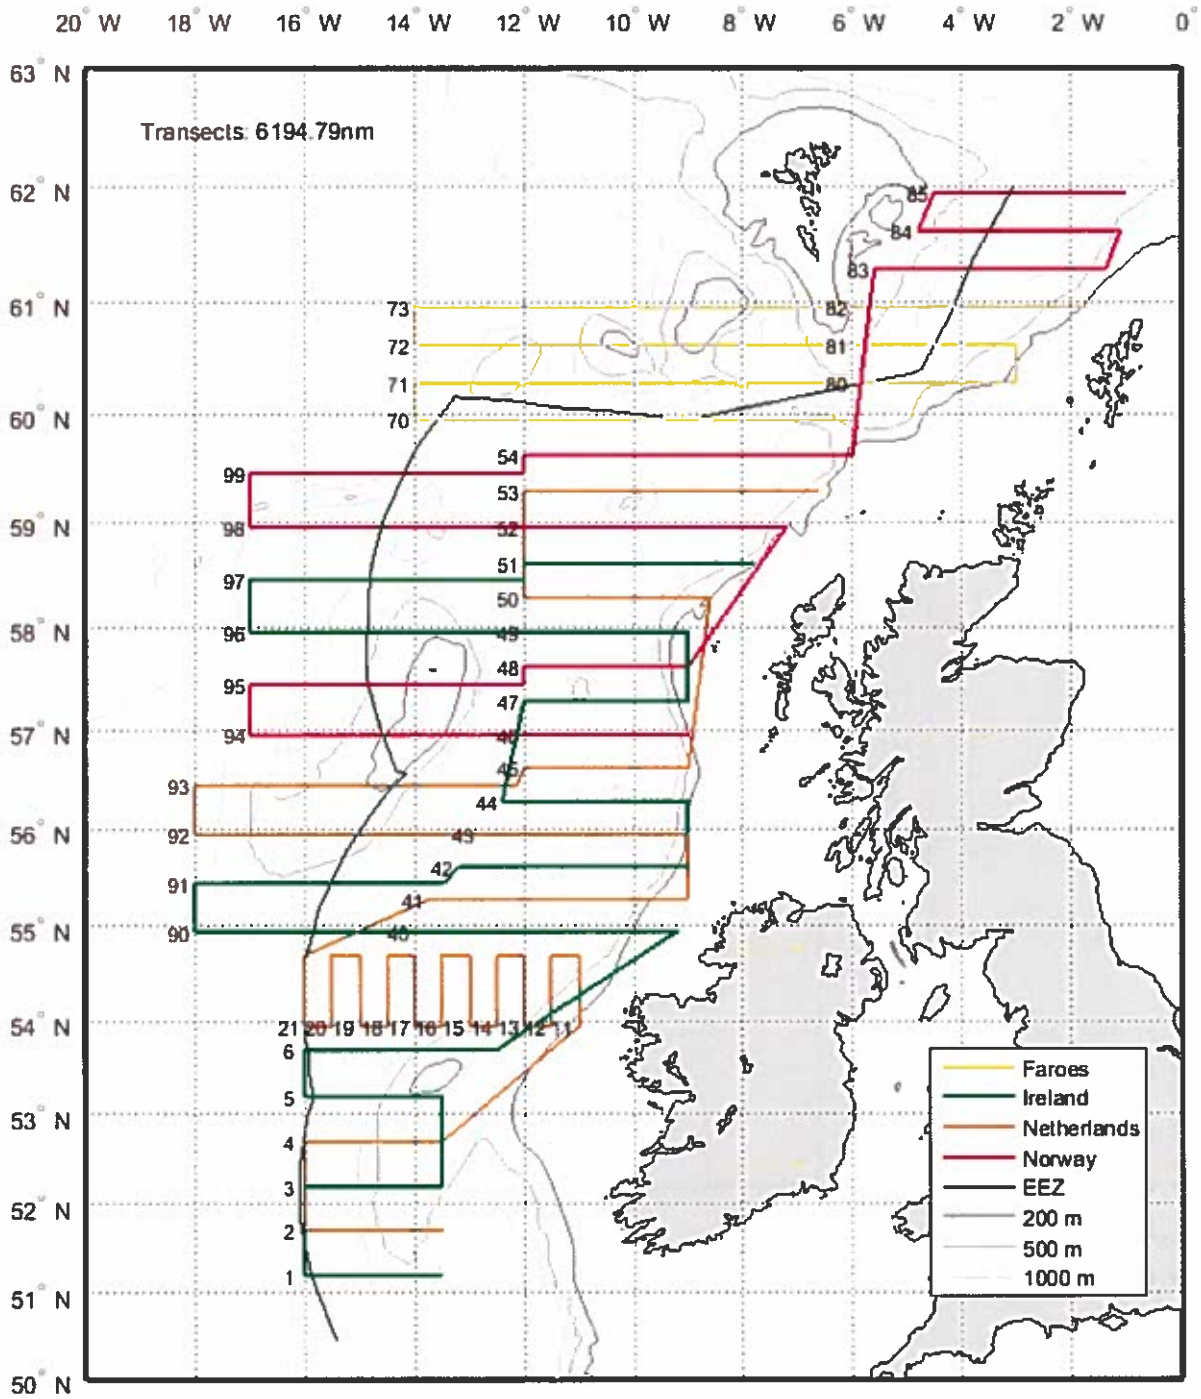 20° W 18° W 16° W 14° W 12° W 10° W 8° W 6° W 4° W 2° W 0°
63° N
Transects: 6194.79nm
62° N
85
84
83
61° N
73
82
72
81
71
80
60° N
70
54
99
53
59° N
98
52
51
97
50
58° N
96
49
48
95
47
57° N
94
46
45
93
44
56° N
92
43
42
91
41
55° N
90
40
54° N
21 20 19 18 17 16 15 14 13 12 11
6
5
53° N
4
3
52° N
2
1
51° N
50° N
Faroes
Ireland
Netherlands
Norway
EEZ
200 m
500 m
1000 m